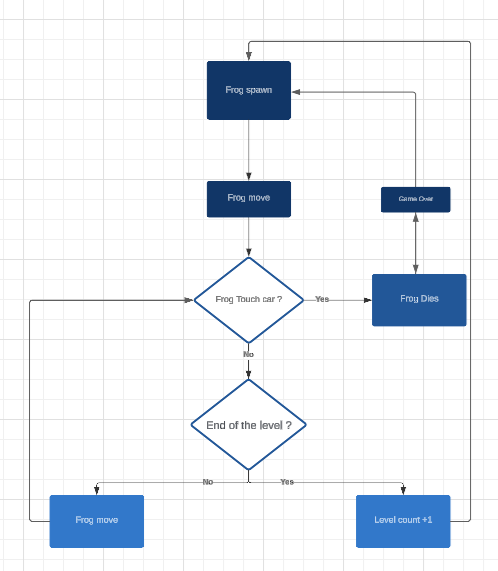 Frog spawn
Frog move
Game Over
Frog Touch car ?
Yes
Frog Dies
No
End of the level ?
No
Yes
Frog move
Level count +1